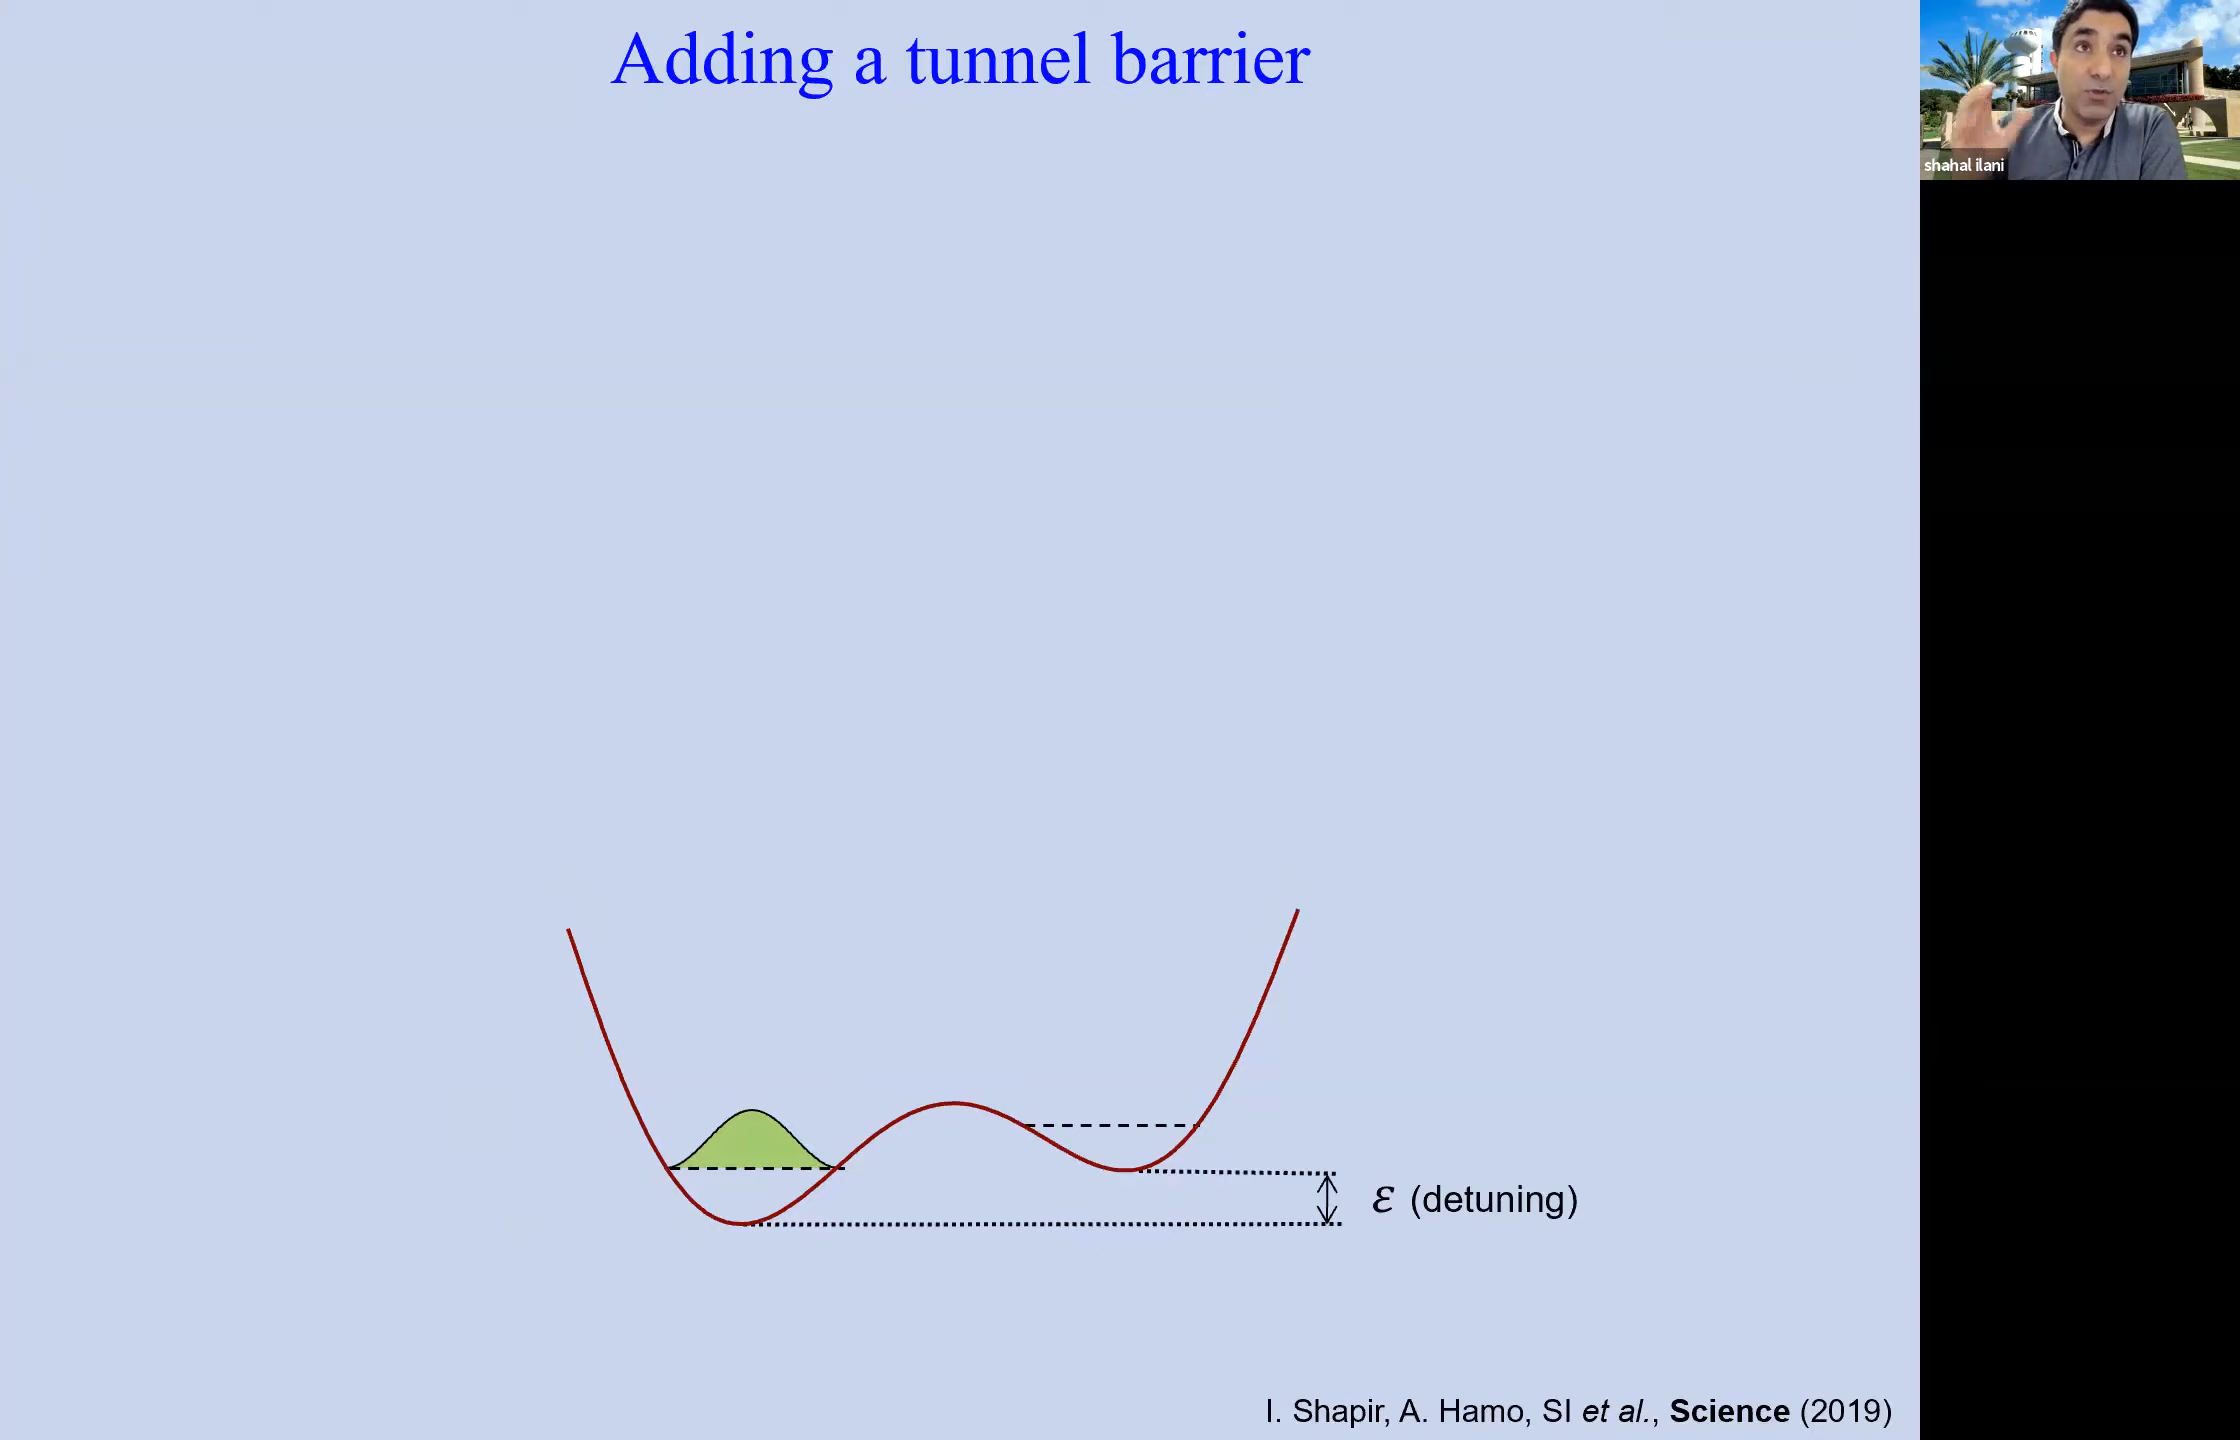 Adding a tunnel barrier
shahal ilani
ε (detuning)
I. Shapir, A. Hamo, SI et al., Science (2019)